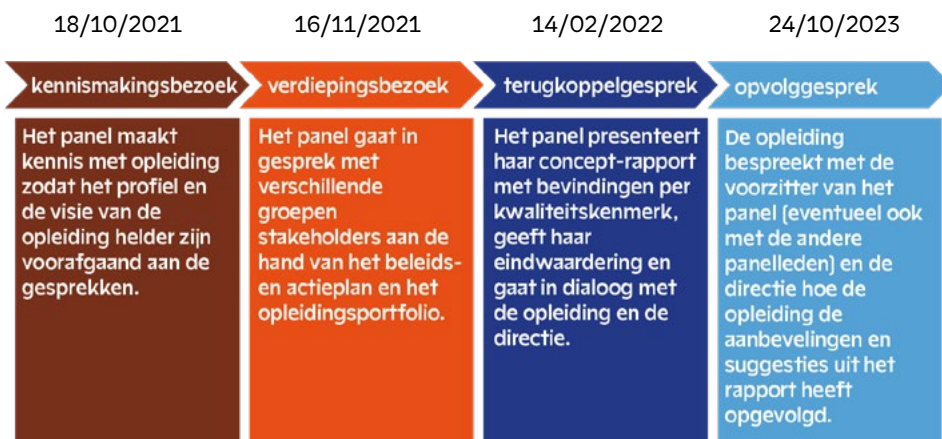 18/10/2021
16/11/2021
14/02/2022
24/10/2023
kennismakingsbezoek
verdiepingsbezoek
terugkoppelgesprek
opvolggesprek
Het panel maakt
kennis met opleiding
zodat het profiel en
de visie van de
opleiding helder zijn
voorafgaand aan de
gesprekken.
Het panel gaat in
gesprek met
verschillende
groepen
stakeholders aan de
hand van het beleids-
en actieplan en het
opleidingsportfolio.
Het panel presenteert
haar concept-rapport
met bevindingen per
kwaliteitskenmerk,
geeft haar
eindwaardering en
gaat in dialoog met
de opleiding en de
directie.
De opleiding
bespreekt met de
voorzitter van het
panel (eventueel ook
met de andere
panelleden) en de
directie hoe de
opleiding de
aanbevelingen en
suggesties uit het
rapport heeft
opgevolgd.